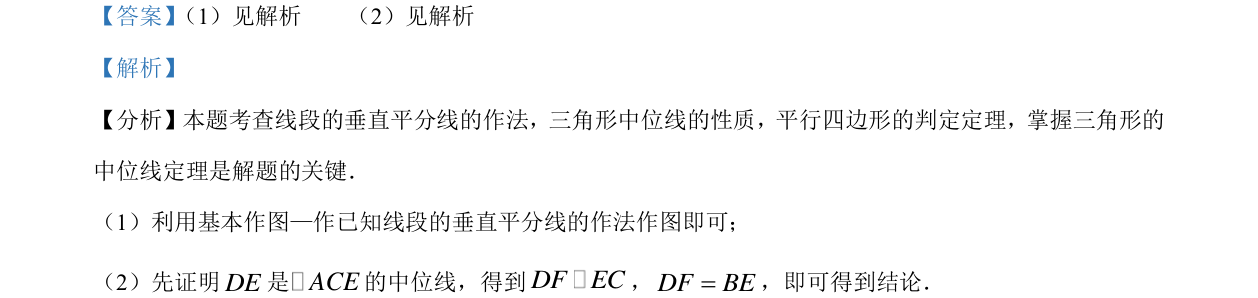 【答案】（1）见解析　　（2）见解析
【解析】
【分析】本题考查线段的垂直平分线的作法，三角形中位线的性质，平行四边形的判定定理，掌握三角形的
中位线定理是解题的关键．
（1）利用基本作图—作已知线段的垂直平分线的作法作图即可；
（2）先证明 DE 是□ACE 的中位线，得到 DF □ EC， DF = BE，即可得到结论．